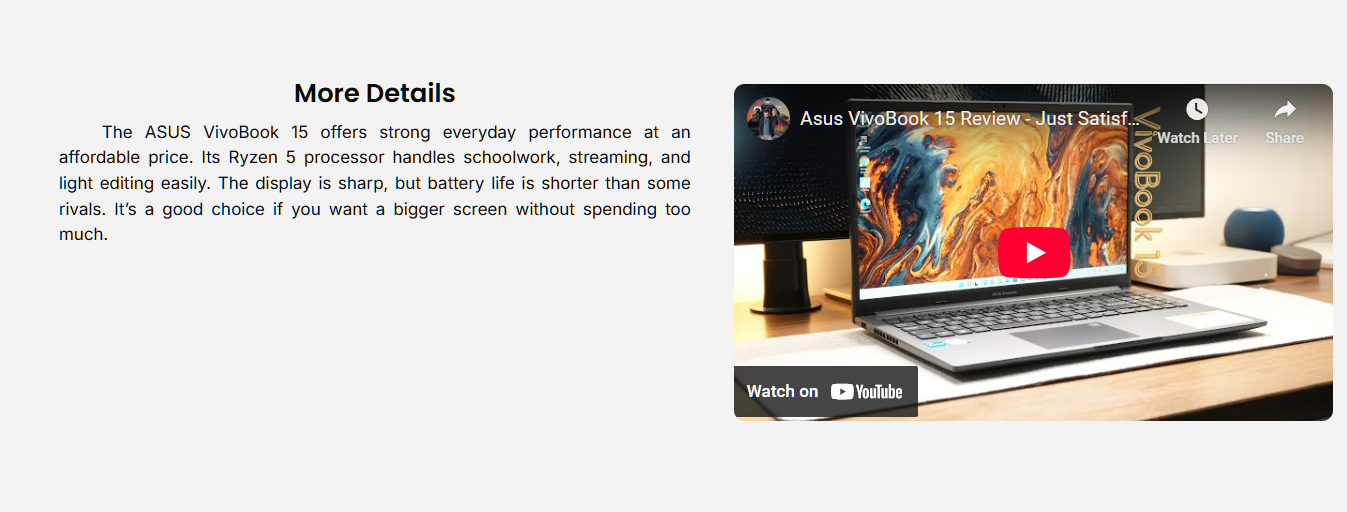 More Details
The ASUS VivoBook 15 offers strong everyday performance at an
affordable price. Its Ryzen 5 processor handles schoolwork, streaming, and
light editing easily. The display is sharp, but battery life is shorter than some
rivals. It’s a good choice if you want a bigger screen without spending too
much.
Asus VivoBook 15 Review - Just Satisf...
Watch Later
Share
VivoBook 15
Watch on YouTube